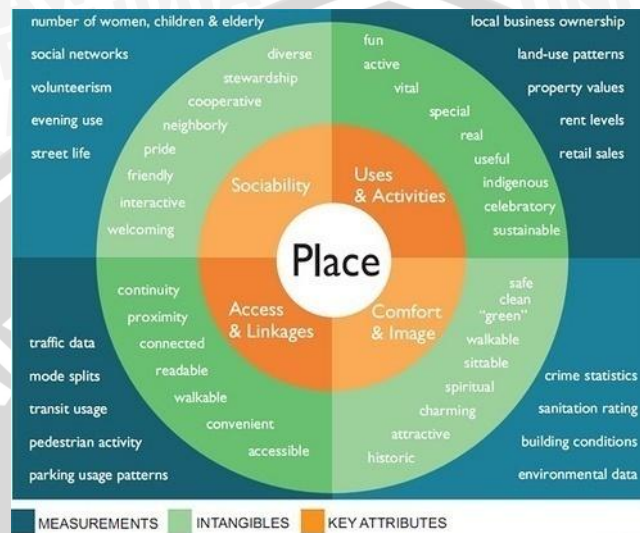 number of women, children & elderly
social networks
volunteerism
evening use
street life
diverse
stewardship
cooperative
neighborly
pride
friendly
interactive
welcoming
Sociability
fun
active
vital
special
real
useful
indigenous
celebratory
sustainable
Uses
& Activities
local business ownership
land-use patterns
property values
rent levels
retail sales
Place
traffic data
mode splits
transit usage
pedestrian activity
parking usage patterns
continuity
proximity
connected
readable
walkable
convenient
accessible
Access
& Linkages
Comfort
& Image
safe
clean
"green"
walkable
sittable
spiritual
charming
attractive
historic
crime statistics
sanitation rating
building conditions
environmental data
MEASUREMENTS
INTANGIBLES
KEY ATTRIBUTES